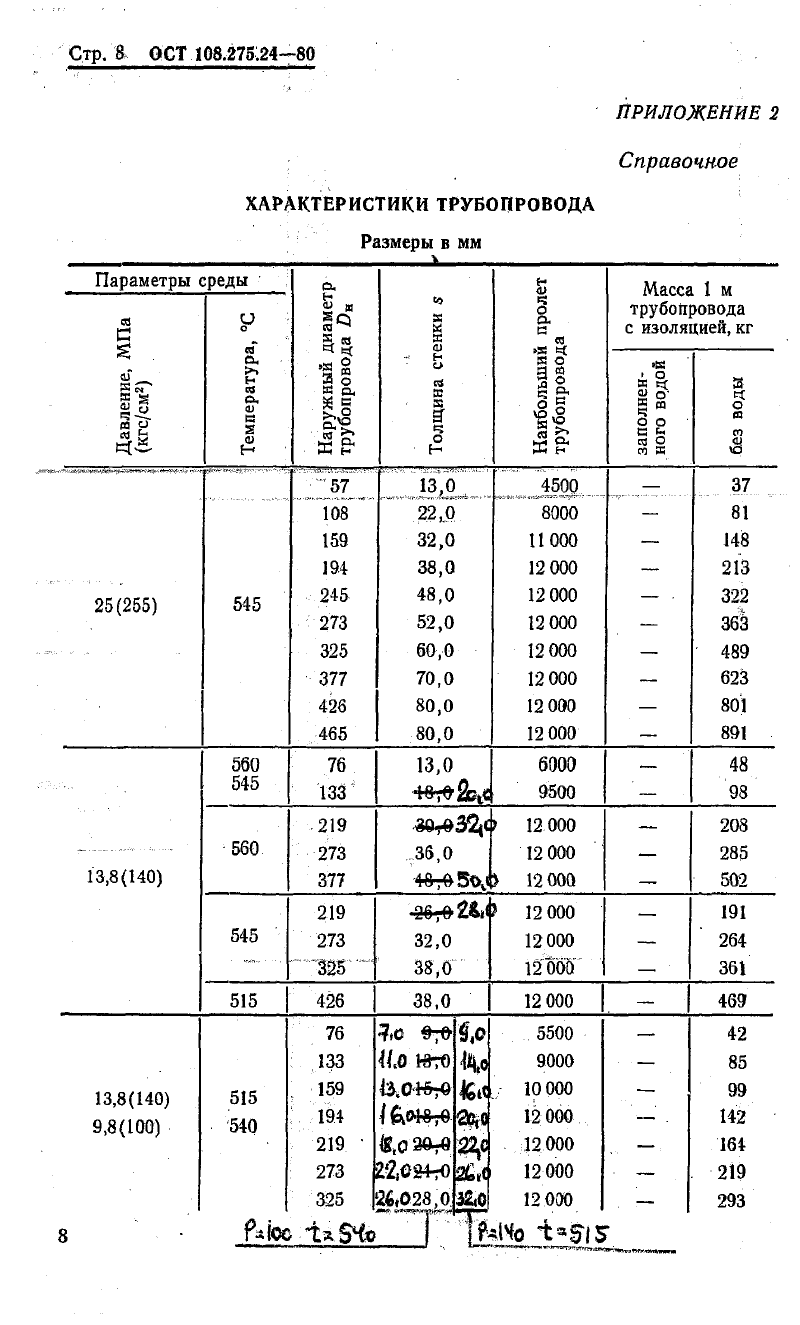 Стр. 8 ОСТ 108.275.24—80
ПРИЛОЖЕНИЕ 2
Справочное
ХАРАКТЕРИСТИКИ ТРУБОПРОВОДА
Размеры в мм
Параметры среды
Давление, МПа (кгс/см²)
Температура, °С
Наружный диаметр трубопровода Dн
Толщина стенки s
Наибольший пролет трубопровода
Масса 1 м трубопровода с изоляцией, кг
заполненного водой
без воды
25(255) 545
57 13,0 4500 — 37
108 22,0 8000 — 81
159 32,0 11 000 — 148
194 38,0 12 000 — 213
245 48,0 12 000 — 322
273 52,0 12 000 — 363
325 60,0 12 000 — 489
377 70,0 12 000 — 623
426 80,0 12 000 — 801
465 80,0 12 000 — 891
13,8(140)
560 76 13,0 6000 — 48
545 133 18,0 20,0 9500 — 98
560
219 30,0 32,0 12 000 — 208
273 36,0 12 000 — 285
377 48,0 50,0 12 000 — 502
545
219 26,0 28,0 12 000 — 191
273 32,0 12 000 — 264
325 38,0 12 000 — 361
515 426 38,0 12 000 — 469
13,8(140) 515
9,8(100) 540
76 7,0 9,0 9,0 5500 — 42
133 11,0 13,0 14,0 9000 — 85
159 13,0 15,0 16,0 10 000 — 99
194 16,0 18,0 20,0 12 000 — 142
219 18,0 20,0 22,0 12 000 — 164
273 22,0 24,0 26,0 12 000 — 219
325 26,0 28,0 32,0 12 000 — 293
P=100 t=540 P=140 t=515
8